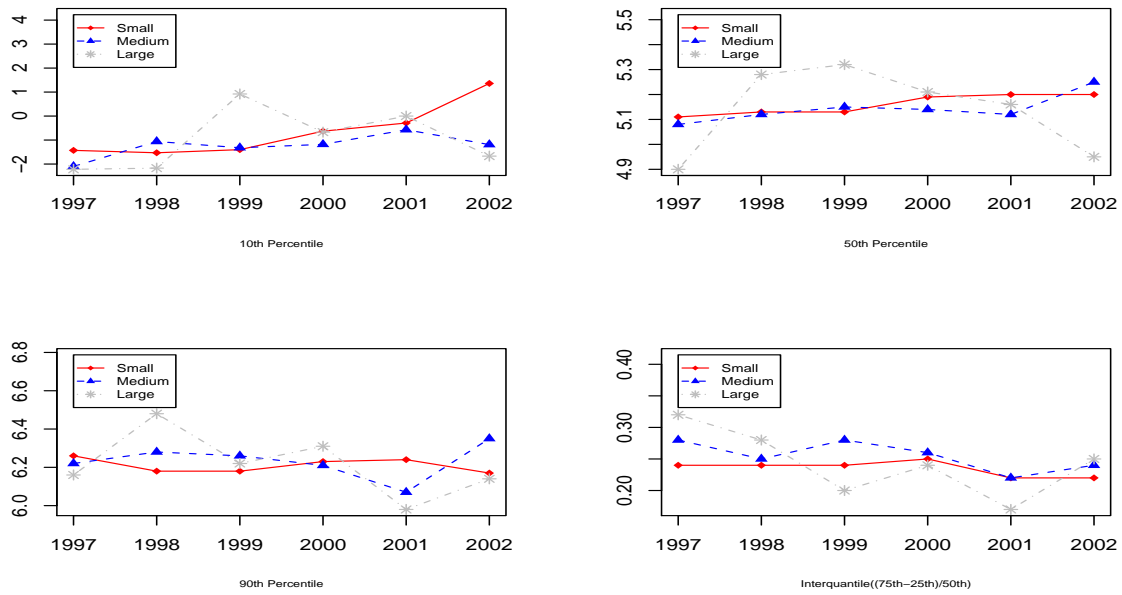 4
3
2
0
−2
Small
Medium
Large
1997 1998 1999 2000 2001 2002
10th Percentile
5.5
5.3
5.1
4.9
Small
Medium
Large
1997 1998 1999 2000 2001 2002
50th Percentile
6.8
6.6
6.4
6.2
6.0
Small
Medium
Large
1997 1998 1999 2000 2001 2002
90th Percentile
0.40
0.30
0.20
Small
Medium
Large
1997 1998 1999 2000 2001 2002
Interquantile((75th−25th)/50th)